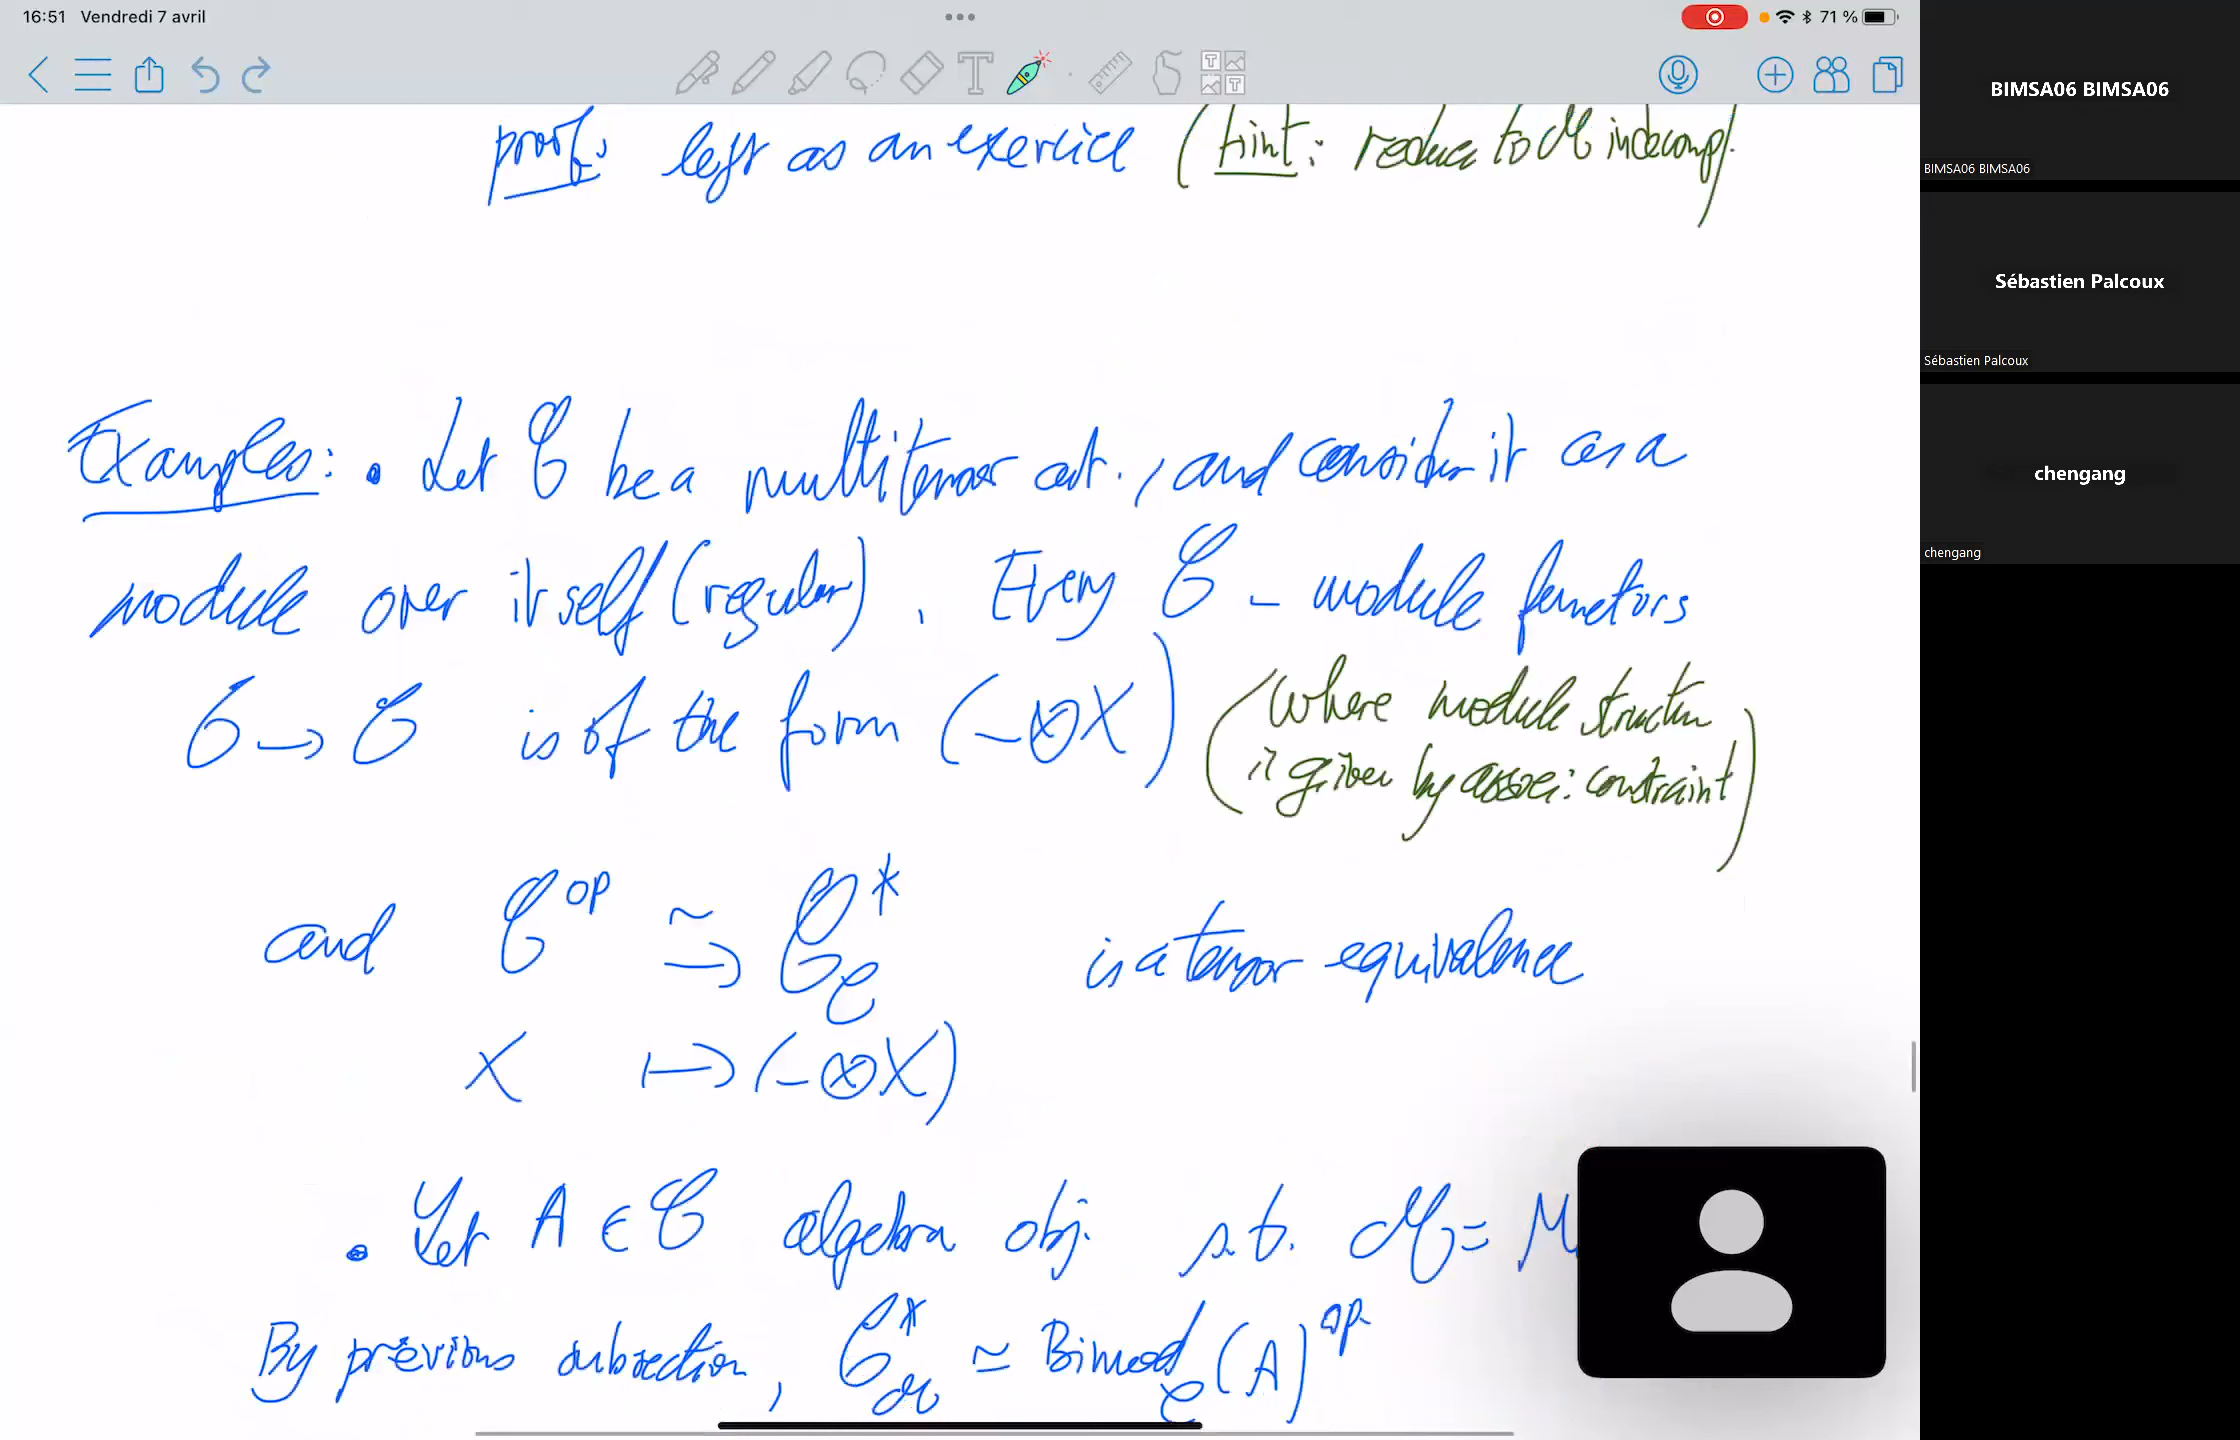 16:51 Vendredi 7 avril
71 %
proof: left as an exercice (hint: reduce to M indecomp.)
Examples: • Let C be a multitensor cat., and consider it as a
module over itself (regular). Every C - module functors
C → C is of the form (– ⊗ X) (where module structure
is given by assoc: constraint)
and C^op ≃→ C*_C is a tensor equivalence
X ↦ (– ⊗ X)
• Let A ∈ C algebra obj. s.t. M = M
By previous subsection, C*_M ≃ Bimod_C (A)^op
BIMSA06 BIMSA06
BIMSA06 BIMSA06
Sébastien Palcoux
Sébastien Palcoux
chengang
chengang